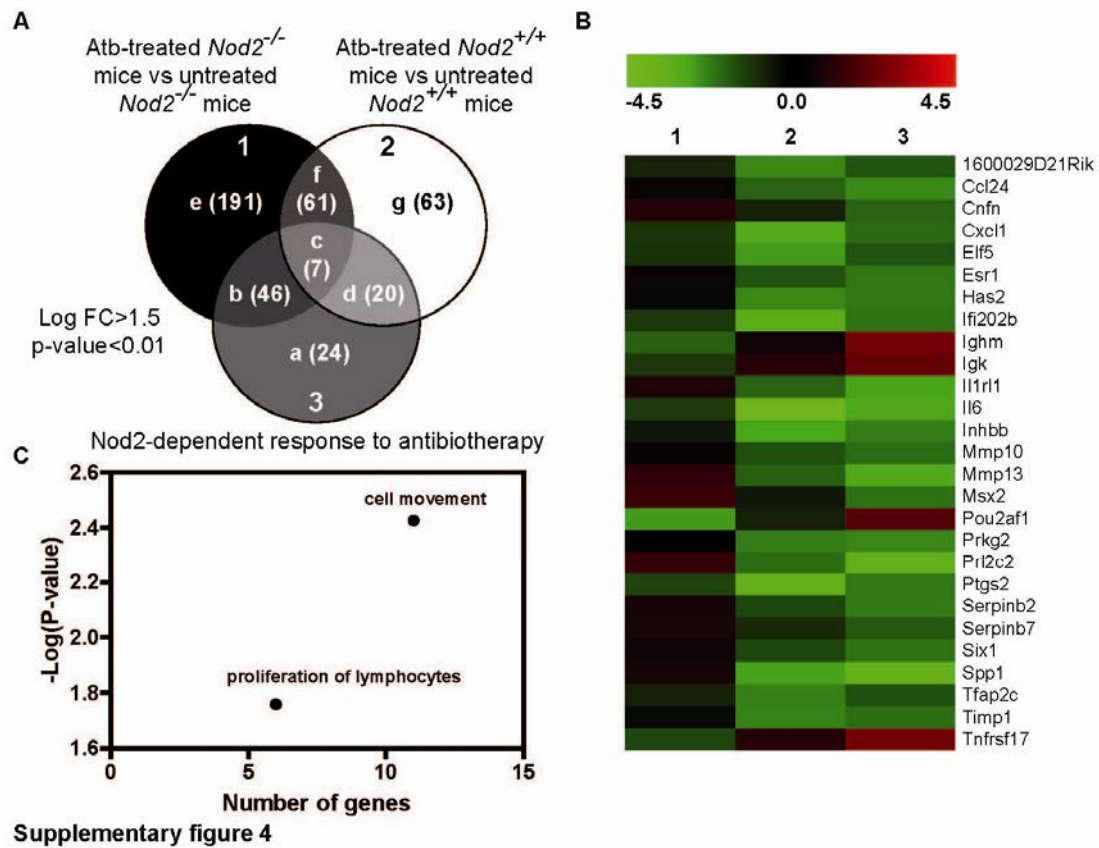 A
Atb-treated Nod2-/-
mice vs untreated
Nod2-/- mice
Atb-treated Nod2+/+
mice vs untreated
Nod2+/+ mice
1
2
f
(61)
e (191)
g (63)
c
(7)
b (46)
d (20)
a (24)
3
Log FC>1.5
p-value<0.01
Nod2-dependent response to antibiotherapy
B
-4.5
0.0
4.5
1
2
3
1600029D21Rik
Ccl24
Cnfn
Cxcl1
Elf5
Esr1
Has2
Ifi202b
Ighm
Igk
Il1rl1
Il6
Inhbb
Mmp10
Mmp13
Msx2
Pou2af1
Prkg2
Prl2c2
Ptgs2
Serpinb2
Serpinb7
Six1
Spp1
Tfap2c
Timp1
Tnfrsf17
C
-Log(P-value)
2.6
2.4
2.2
2.0
1.8
1.6
cell movement
proliferation of lymphocytes
0
5
10
15
Number of genes
Supplementary figure 4